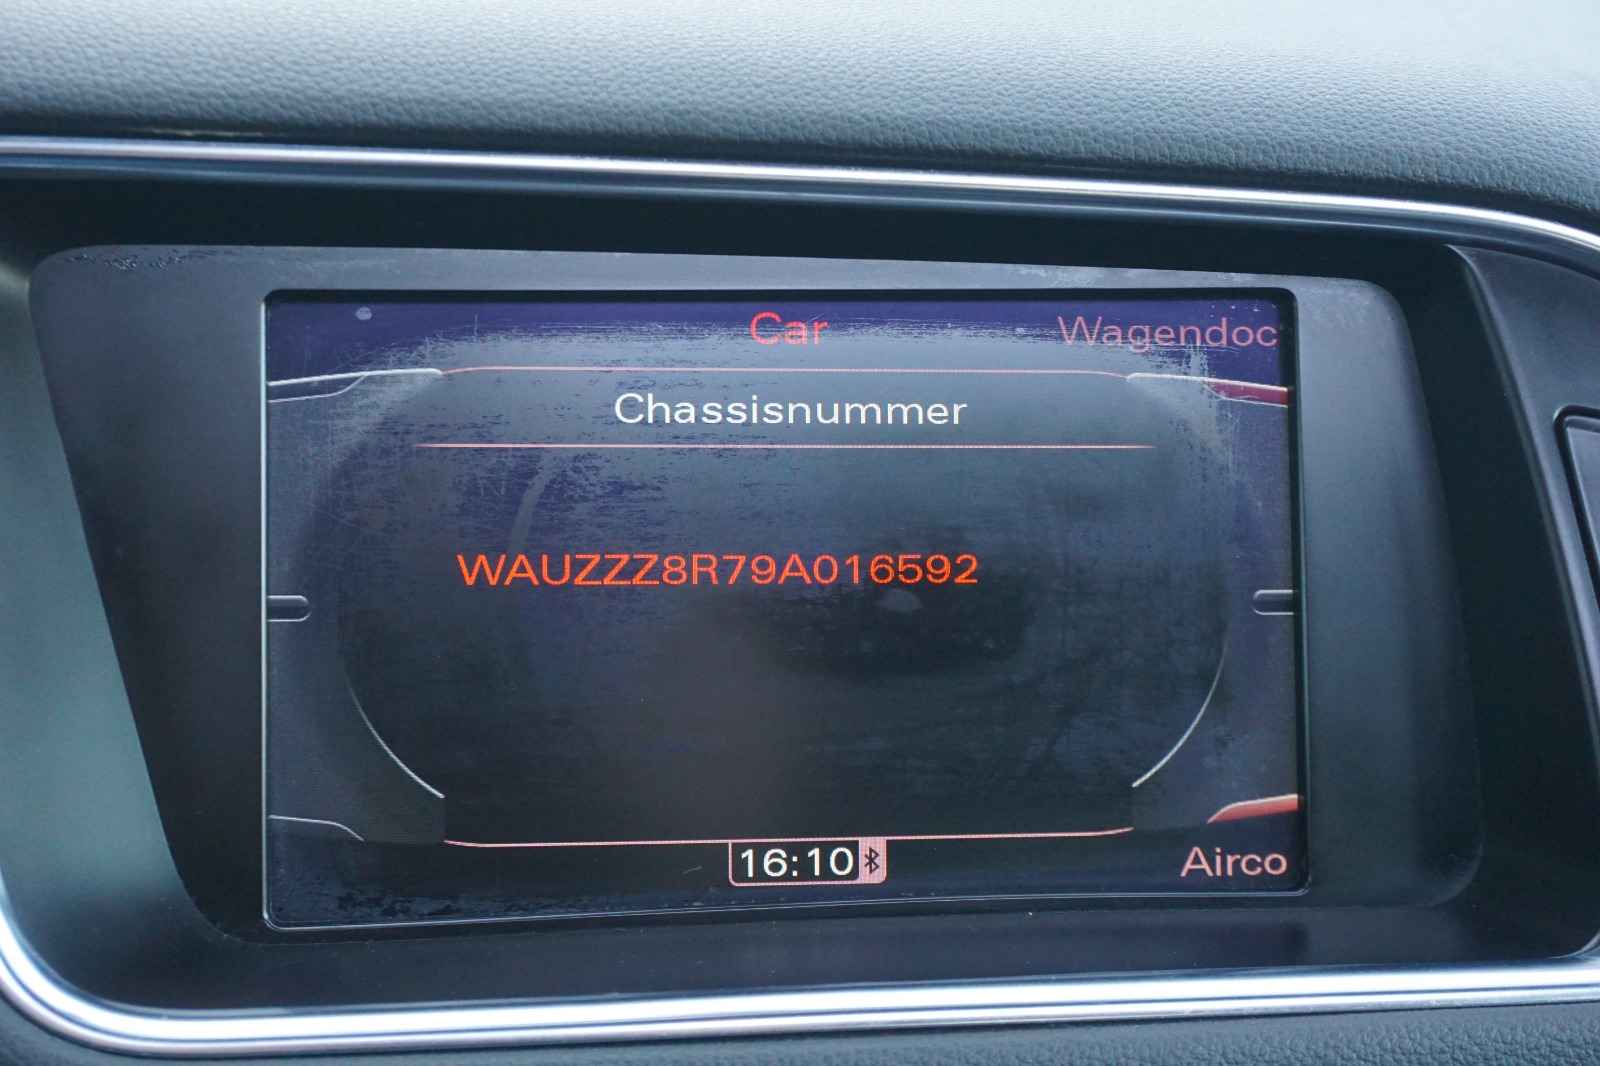 Car
Wagendoc
Chassisnummer
WAUZZZ8R79A016592
16:10
Airco